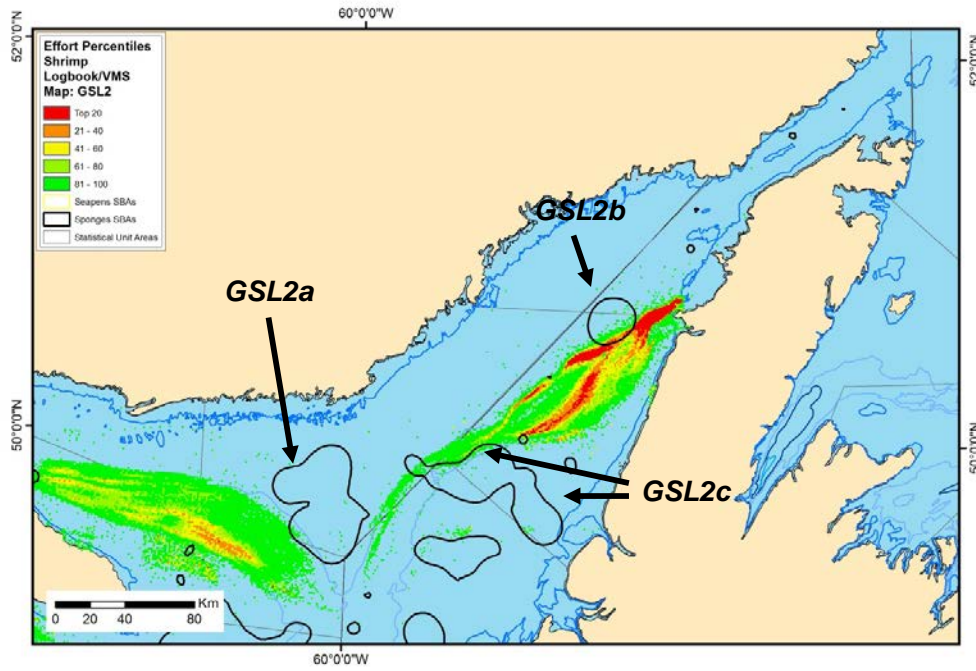 60°0'0"W
52°0'0"N
52°0'0"N
Effort Percentiles
Shrimp
Logbook/VMS
Map: GSL2
Top 20
21 - 40
41 - 60
61 - 80
81 - 100
Seapens SBAs
Sponges SBAs
Statistical Unit Areas
GSL2b
GSL2a
50°0'0"N
50°0'0"N
GSL2c
Km
0 20 40 80
60°0'0"W